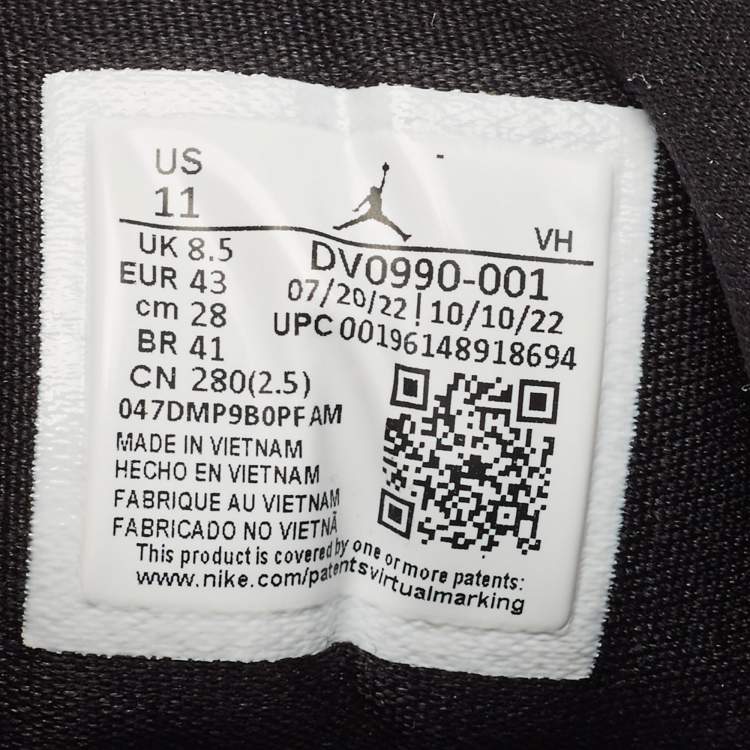 US
11
VH
UK 8.5
EUR 43
cm 28
BR 41
CN 280(2.5)
DV0990-001
07/20/22 | 10/10/22
UPC 00196148918694
047DMP9B0PFAM
MADE IN VIETNAM
HECHO EN VIETNAM
FABRIQUE AU VIETNAM
FABRICADO NO VIETNÃ
This product is covered by one or more patents:
www.nike.com/patentsvirtualmarking